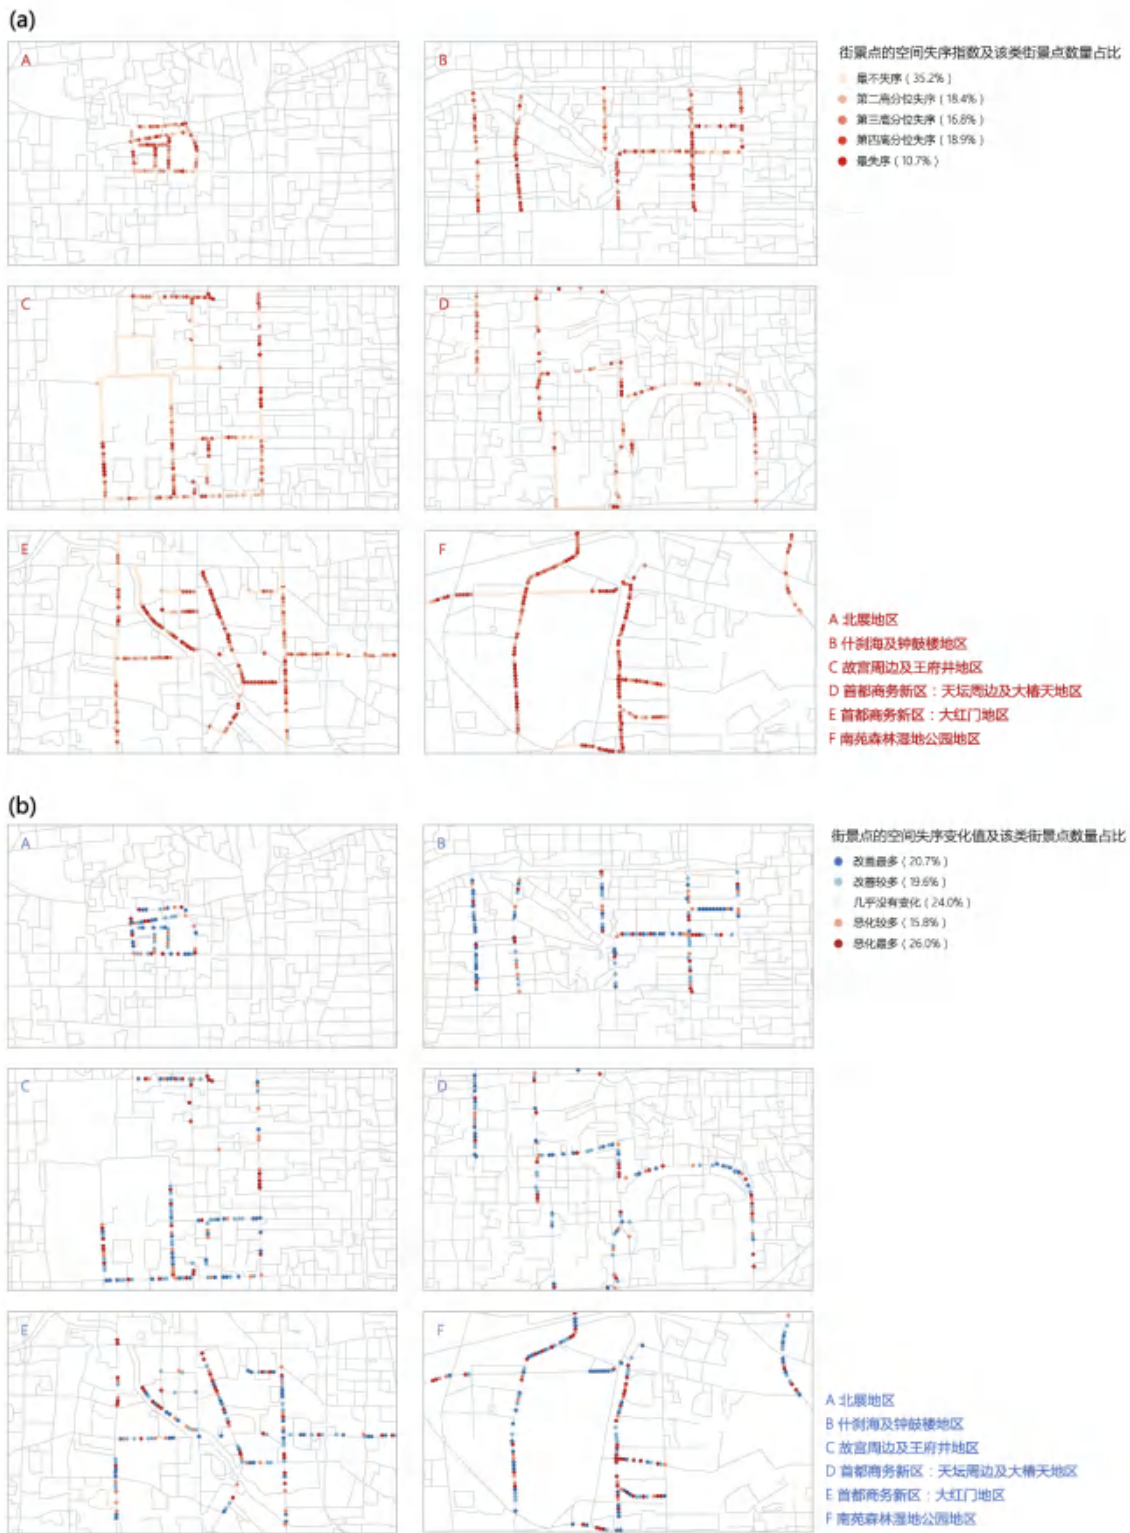 (a)
A
B
街景点的空间失序指数及该类街景点数量占比
最不失序（35.2%）
第二高分位失序（18.4%）
第三高分位失序（16.8%）
第四高分位失序（18.9%）
最失序（10.7%）
C
D
E
F
A 北展地区
B 什刹海及钟鼓楼地区
C 故宫周边及王府井地区
D 首都商务新区：天坛周边及大椿天地区
E 首都商务新区：大红门地区
F 南苑森林湿地公园地区
(b)
A
B
街景点的空间失序变化值及该类街景点数量占比
改善最多（20.7%）
改善较多（19.6%）
几乎没有变化（24.0%）
恶化较多（15.8%）
恶化最多（26.0%）
C
D
E
F
A 北展地区
B 什刹海及钟鼓楼地区
C 故宫周边及王府井地区
D 首都商务新区：天坛周边及大椿天地区
E 首都商务新区：大红门地区
F 南苑森林湿地公园地区